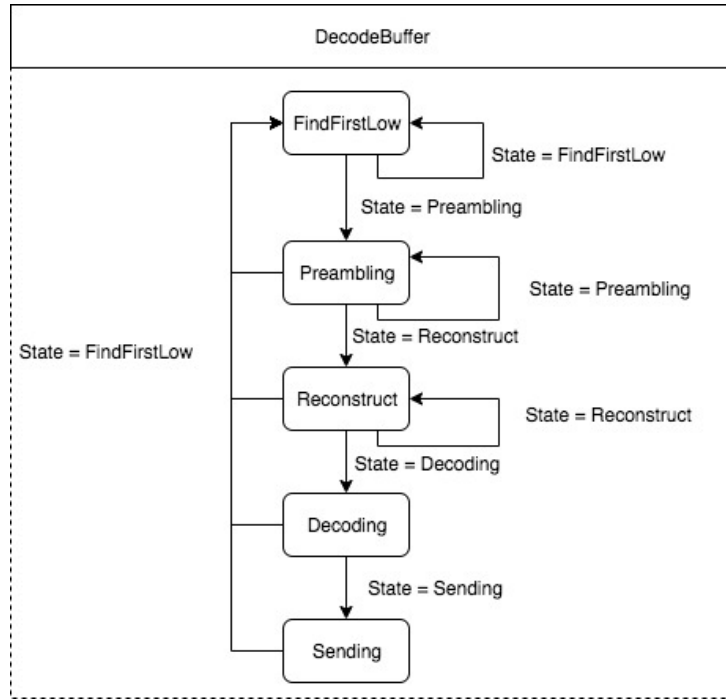 DecodeBuffer
FindFirstLow
State = FindFirstLow
State = Preambling
Preambling
State = Preambling
State = Reconstruct
State = FindFirstLow
Reconstruct
State = Reconstruct
State = Decoding
Decoding
State = Sending
Sending